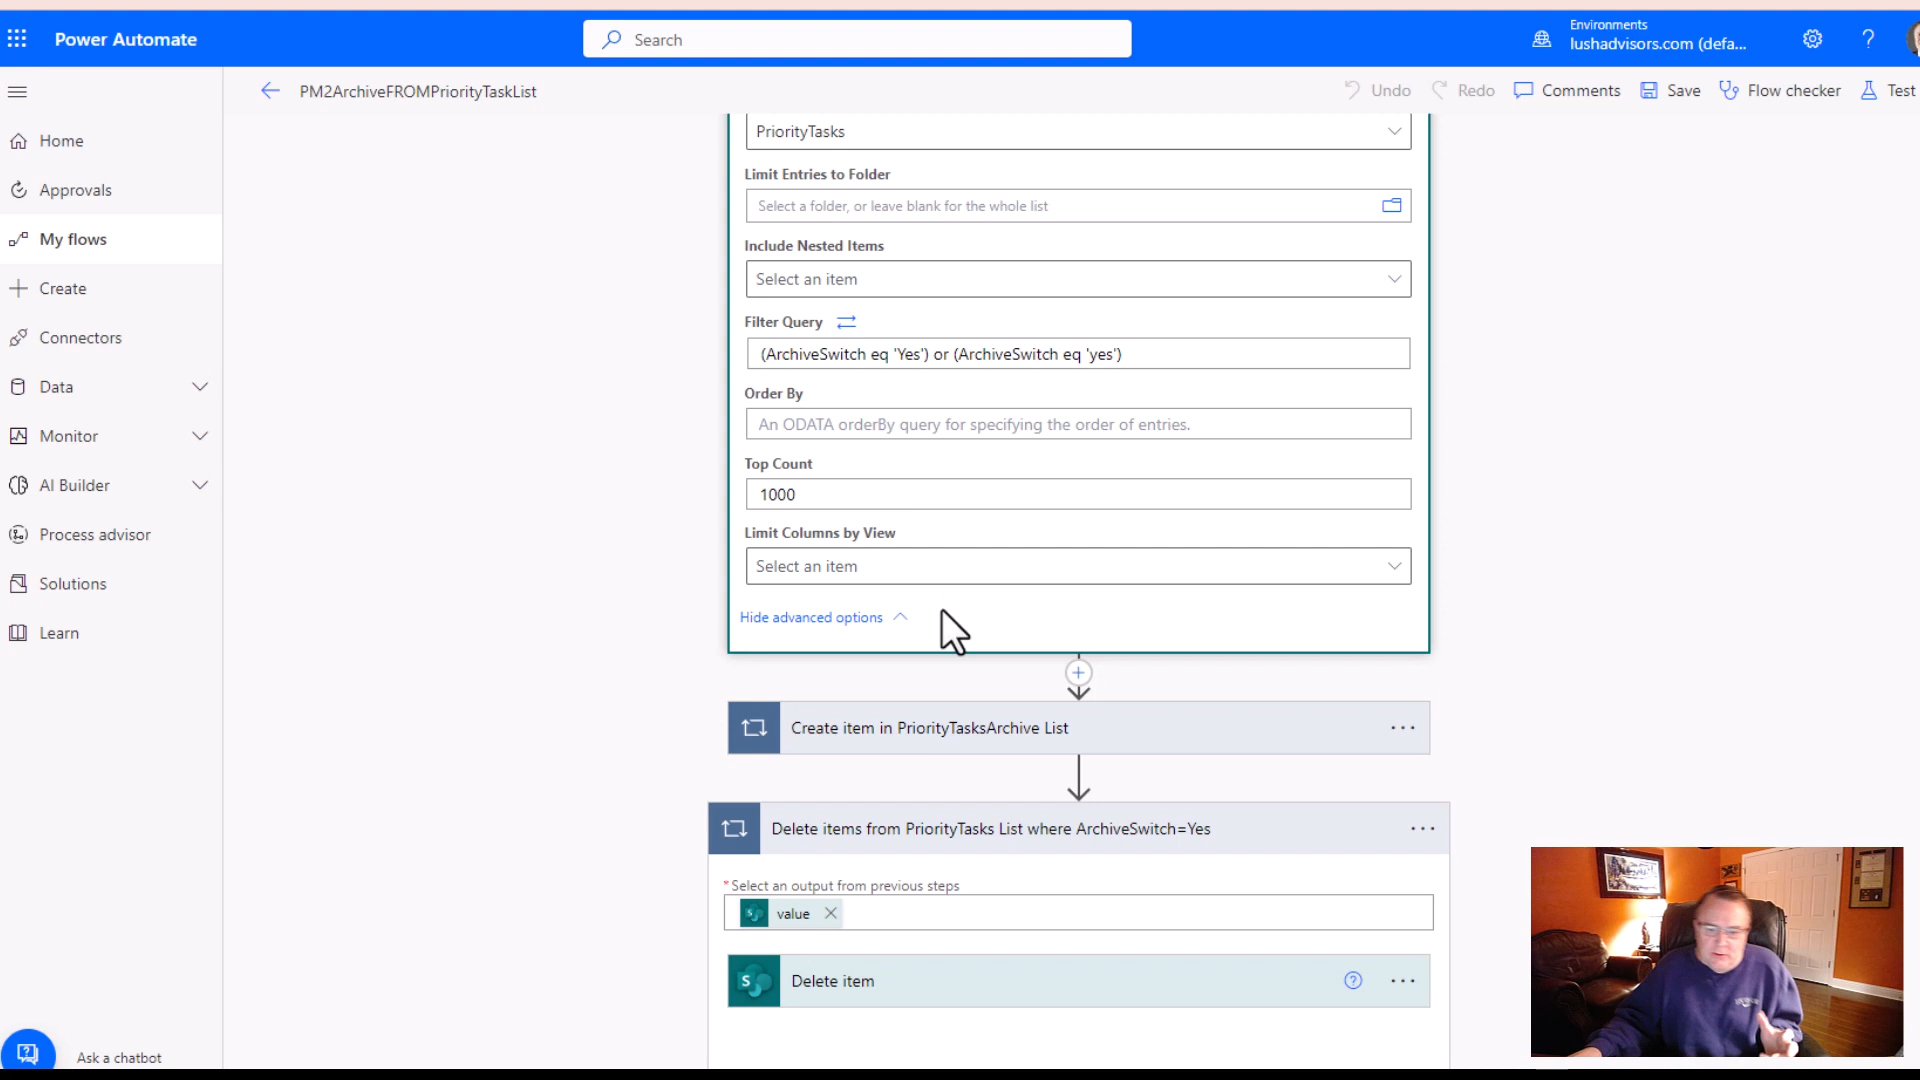 Power Automate
Search
Environments
lushadvisors.com (defa...
?
PM2ArchiveFROMPriorityTaskList
Undo
Redo
Comments
Save
Flow checker
Test
Home
Approvals
My flows
Create
Connectors
Data
Monitor
AI Builder
Process advisor
Solutions
Learn
Ask a chatbot
PriorityTasks
Limit Entries to Folder
Select a folder, or leave blank for the whole list
Include Nested Items
Select an item
Filter Query
(ArchiveSwitch eq 'Yes') or (ArchiveSwitch eq 'yes')
Order By
An ODATA orderBy query for specifying the order of entries.
Top Count
1000
Limit Columns by View
Select an item
Hide advanced options
Create item in PriorityTasksArchive List
...
Delete items from PriorityTasks List where ArchiveSwitch=Yes
...
* Select an output from previous steps
S value
S Delete item
? ...